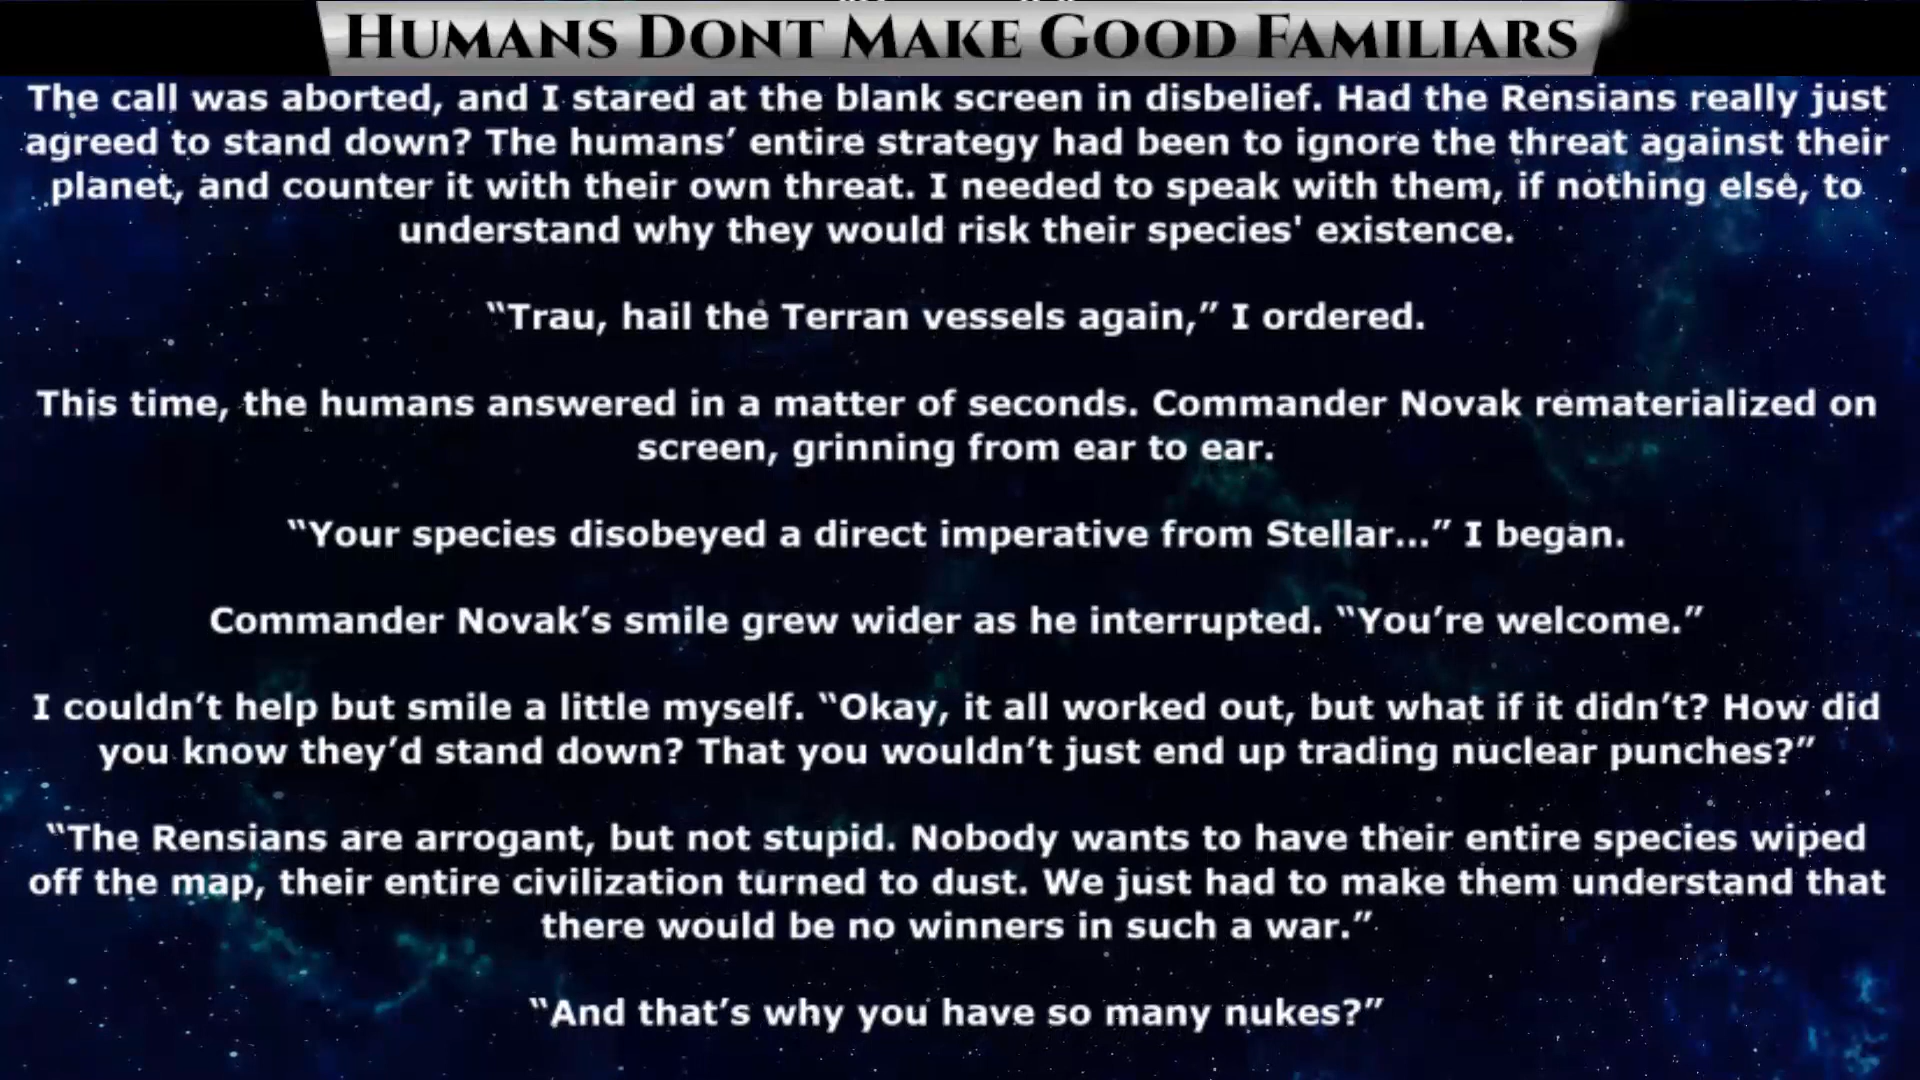 HUMANS DONT MAKE GOOD FAMILIARS
The call was aborted, and I stared at the blank screen in disbelief. Had the Rensians really just
agreed to stand down? The humans’ entire strategy had been to ignore the threat against their
planet, and counter it with their own threat. I needed to speak with them, if nothing else, to
understand why they would risk their species' existence.
“Trau, hail the Terran vessels again,” I ordered.
This time, the humans answered in a matter of seconds. Commander Novak rematerialized on
screen, grinning from ear to ear.
“Your species disobeyed a direct imperative from Stellar...” I began.
Commander Novak’s smile grew wider as he interrupted. “You’re welcome.”
I couldn’t help but smile a little myself. “Okay, it all worked out, but what if it didn’t? How did
you know they’d stand down? That you wouldn’t just end up trading nuclear punches?”
“The Rensians are arrogant, but not stupid. Nobody wants to have their entire species wiped
off the map, their entire civilization turned to dust. We just had to make them understand that
there would be no winners in such a war.”
“And that’s why you have so many nukes?”